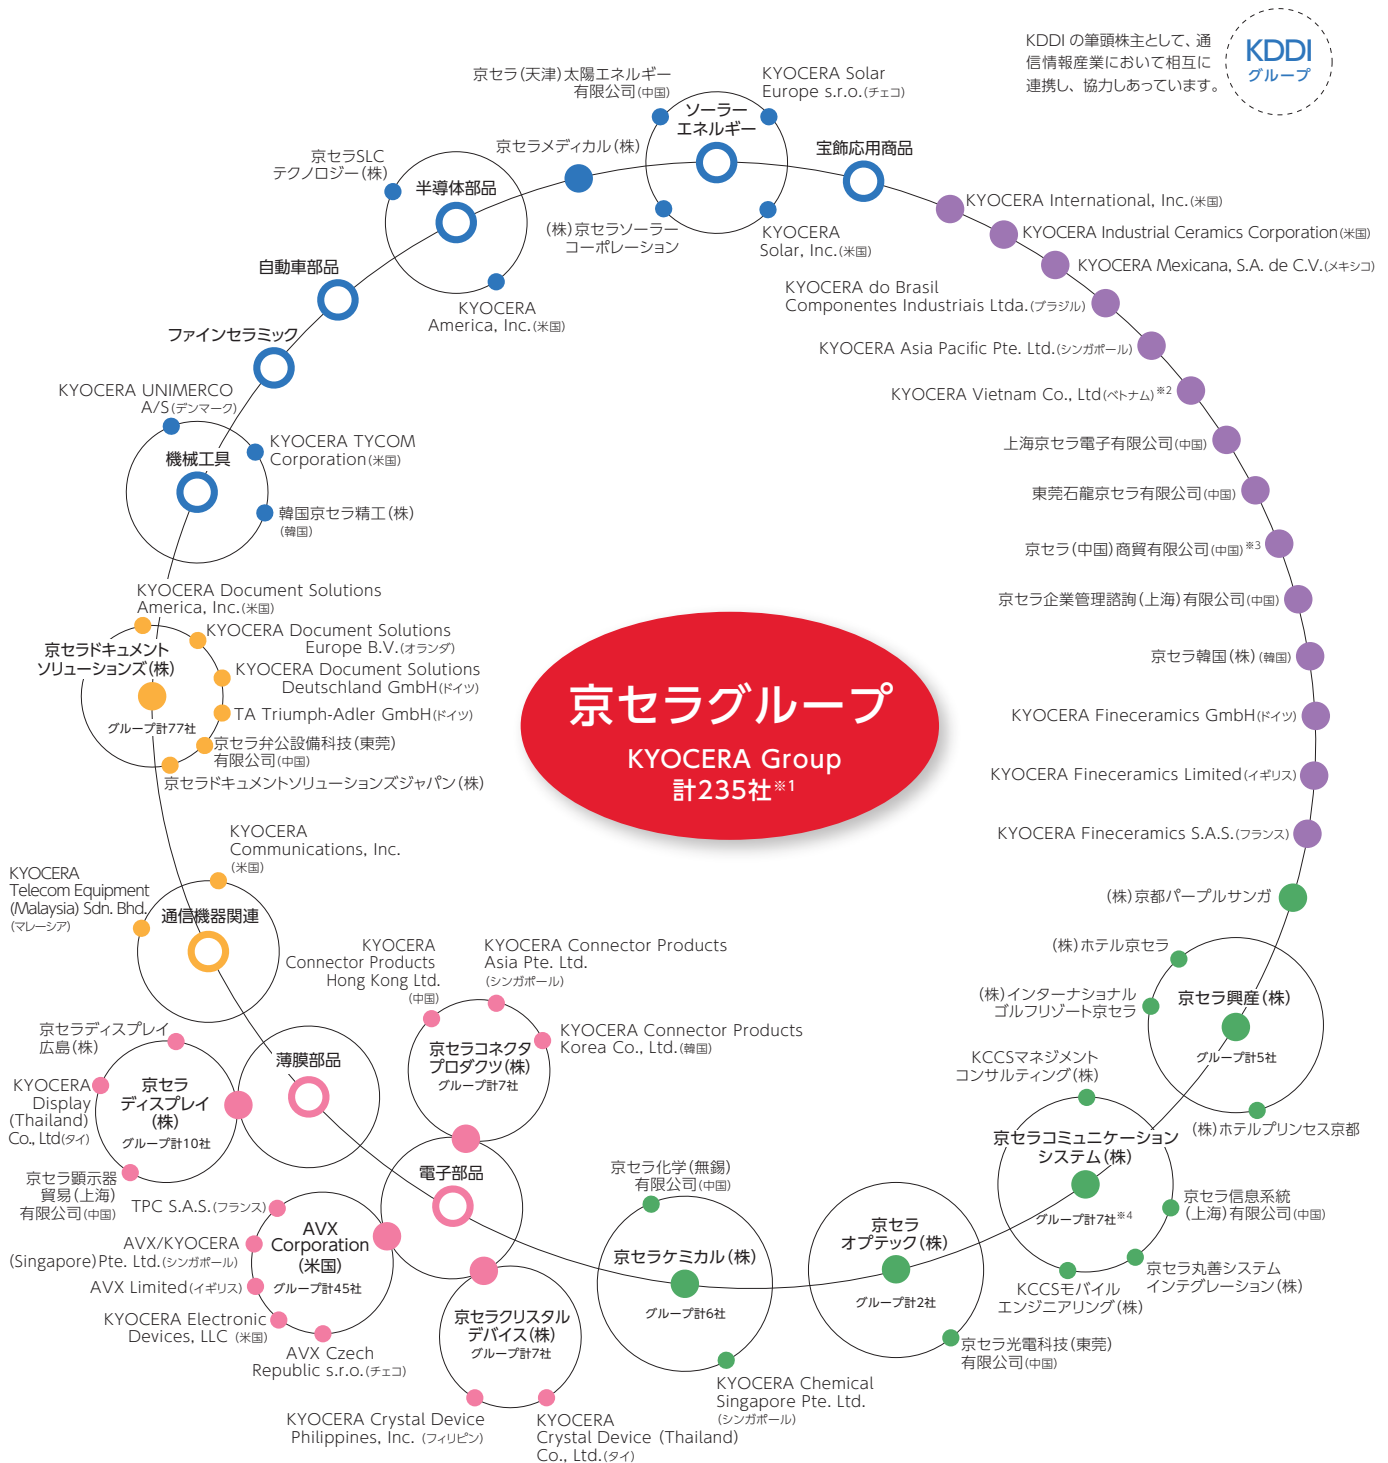 KDDI の筆頭株主として、通
信情報産業において相互に
連携し、協力しあっています。
KDDI
グループ
京セラ(天津)太陽エネルギー
有限公司(中国)
KYOCERA Solar
Europe s.r.o.(チェコ)
ソーラー
エネルギー
(株)京セラソーラー
コーポレーション
KYOCERA
Solar, Inc.(米国)
京セラメディカル(株)
宝飾応用商品
京セラSLC
テクノロジー(株)
半導体部品
KYOCERA
America, Inc.(米国)
自動車部品
ファインセラミック
KYOCERA UNIMERCO
A/S(デンマーク)
KYOCERA TYCOM
Corporation(米国)
機械工具
韓国京セラ精工(株)
(韓国)
KYOCERA International, Inc.(米国)
KYOCERA Industrial Ceramics Corporation(米国)
KYOCERA Mexicana, S.A. de C.V.(メキシコ)
KYOCERA do Brasil
Componentes Industriais Ltda.(ブラジル)
KYOCERA Asia Pacific Pte. Ltd.(シンガポール)
KYOCERA Vietnam Co., Ltd(ベトナム)※2
上海京セラ電子有限公司(中国)
東莞石龍京セラ有限公司(中国)
京セラ(中国)商貿有限公司(中国)※3
京セラ企業管理諮詢(上海)有限公司(中国)
京セラ韓国(株)(韓国)
KYOCERA Fineceramics GmbH(ドイツ)
KYOCERA Fineceramics Limited(イギリス)
KYOCERA Fineceramics S.A.S.(フランス)
KYOCERA Document Solutions
America, Inc.(米国)
KYOCERA Document Solutions
Europe B.V.(オランダ)
京セラドキュメント
ソリューションズ(株)
グループ計77社
KYOCERA Document Solutions
Deutschland GmbH(ドイツ)
TA Triumph-Adler GmbH(ドイツ)
京セラ弁公設備科技(東莞)
有限公司(中国)
京セラドキュメントソリューションズジャパン(株)
京セラグループ
KYOCERA Group
計235社※1
KYOCERA
Communications, Inc.
(米国)
KYOCERA
Telecom Equipment
(Malaysia) Sdn. Bhd.
(マレーシア)
通信機器関連
(株)京都パープルサンガ
(株)ホテル京セラ
(株)インターナショナル
ゴルフリゾート京セラ
京セラ興産(株)
グループ計5社
(株)ホテルプリンセス京都
KYOCERA
Connector Products
Hong Kong Ltd.
(中国)
KYOCERA Connector Products
Asia Pte. Ltd.
(シンガポール)
KYOCERA Connector Products
Korea Co., Ltd.(韓国)
京セラコネクタ
プロダクツ(株)
グループ計7社
京セラディスプレイ
広島(株)
KYOCERA
Display
(Thailand)
Co., Ltd(タイ)
京セラ
ディスプレイ
(株)
グループ計10社
京セラ顕示器
貿易(上海)
有限公司(中国)
薄膜部品
電子部品
TPC S.A.S.(フランス)
AVX/KYOCERA
(Singapore)Pte. Ltd.(シンガポール)
AVX Limited(イギリス)
KYOCERA Electronic
Devices, LLC (米国)
AVX Czech
Republic s.r.o.(チェコ)
AVX
Corporation
(米国)
グループ計45社
京セラクリスタル
デバイス(株)
グループ計7社
KYOCERA Crystal Device
Philippines, Inc. (フィリピン)
KYOCERA
Crystal Device (Thailand)
Co., Ltd.(タイ)
京セラ化学(無錫)
有限公司(中国)
京セラケミカル(株)
グループ計6社
KYOCERA Chemical
Singapore Pte. Ltd.
(シンガポール)
京セラ
オプテック(株)
グループ計2社
京セラ光電科技(東莞)
有限公司(中国)
KCCSマネジメント
コンサルティング(株)
京セラコミュニケーション
システム(株)
グループ計7社※4
京セラ信息系統
(上海)有限公司(中国)
京セラ丸善システム
インテグレーション(株)
KCCSモバイル
エンジニアリング(株)